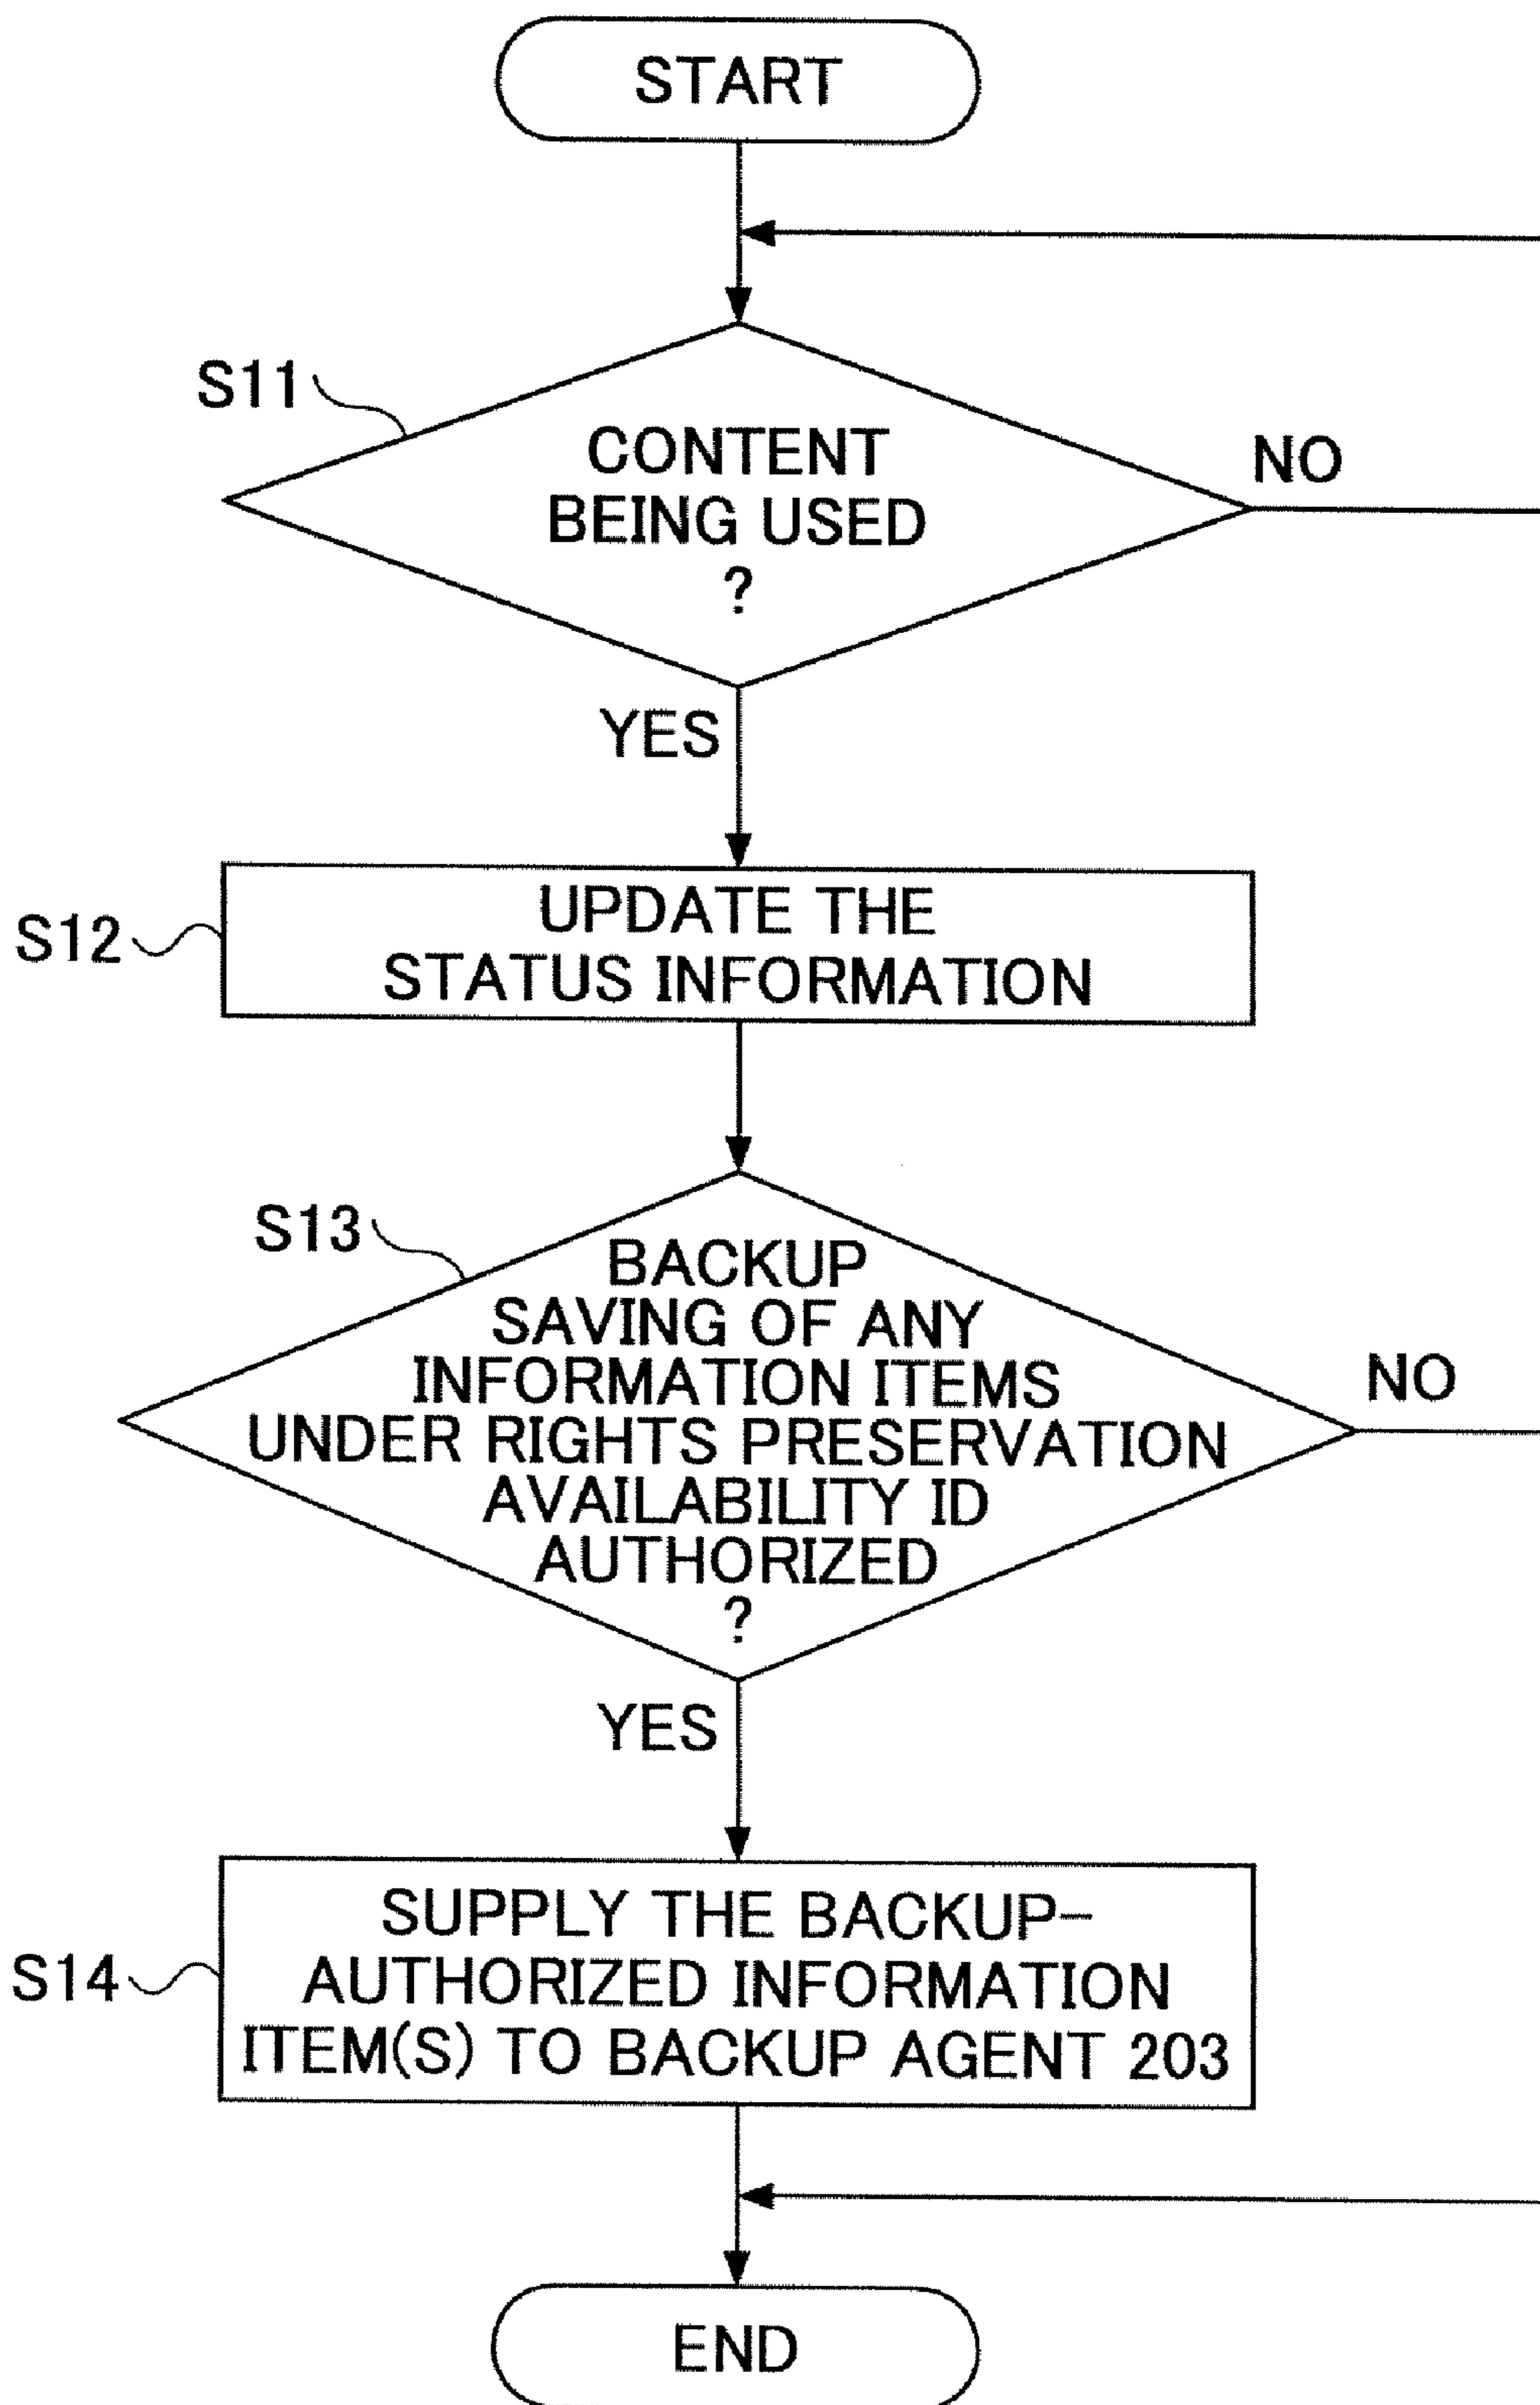 START
S11
CONTENT
BEING USED
?
NO
YES
S12
UPDATE THE
STATUS INFORMATION
S13
BACKUP
SAVING OF ANY
INFORMATION ITEMS
UNDER RIGHTS PRESERVATION
AVAILABILITY ID
AUTHORIZED
?
NO
YES
S14
SUPPLY THE BACKUP-
AUTHORIZED INFORMATION
ITEM(S) TO BACKUP AGENT 203
END